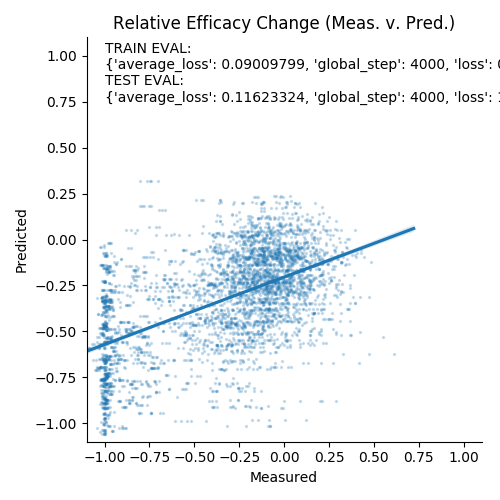 Relative Efficacy Change (Meas. v. Pred.)
TRAIN EVAL:
{'average_loss': 0.09009799, 'global_step': 4000, 'loss':
TEST EVAL:
{'average_loss': 0.11623324, 'global_step': 4000, 'loss':
1.00
0.75
0.50
0.25
0.00
−0.25
−0.50
−0.75
−1.00
Predicted
−1.00 −0.75 −0.50 −0.25 0.00 0.25 0.50 0.75 1.00
Measured